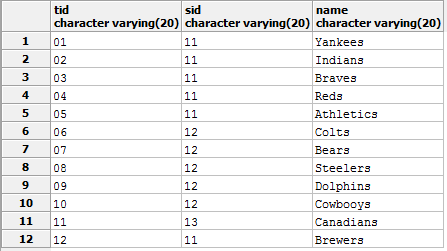 tid sid name
character varying(20) character varying(20) character varying(20)
1 01 11 Yankees
2 02 11 Indians
3 03 11 Braves
4 04 11 Reds
5 05 11 Athletics
6 06 12 Colts
7 07 12 Bears
8 08 12 Steelers
9 09 12 Dolphins
10 10 12 Cowbooys
11 11 13 Canadians
12 12 11 Brewers